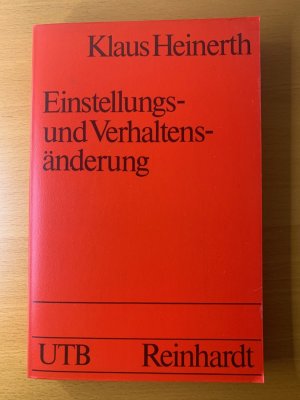 Klaus Heinerth
Einstellungs-
und Verhaltens-
änderung
UTB Reinhardt